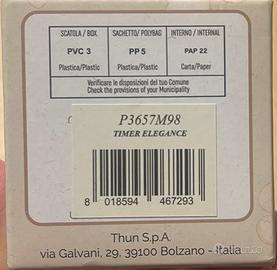 SCATOLA / BOX SACHETTO/ POLYBAG INTERNO / INTERNAL
PVC 3 PP 5 PAP 22
Plastica/Plastic Plastica/Plastic Carta/Paper
Verificare le disposizioni del tuo Comune
Check the provisions of your Municipality
P3657M98
TIMER ELEGANCE
8 018594 467293
Thun S.p.A.
via Galvani, 29, 39100 Bolzano - Italia